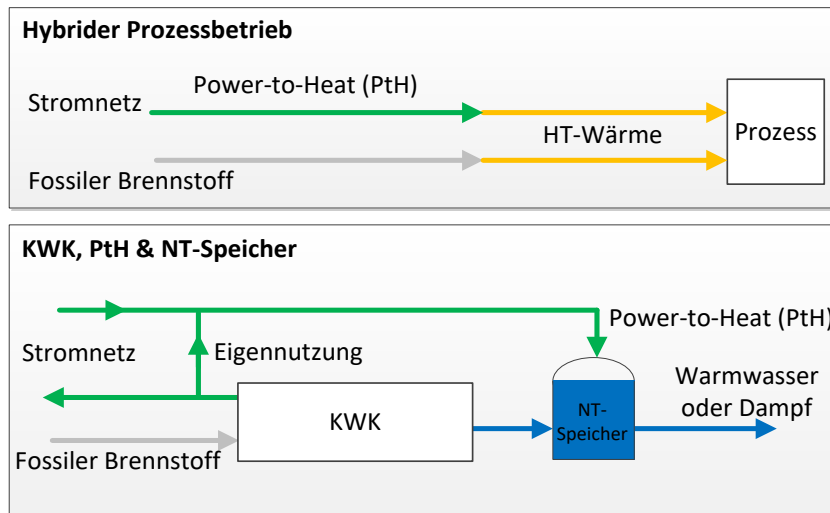 Hybrider Prozessbetrieb
Power-to-Heat (PtH)
Stromnetz
HT-Wärme
Prozess
Fossiler Brennstoff
KWK, PtH & NT-Speicher
Power-to-Heat (PtH)
Stromnetz
Eigennutzung
Warmwasser
oder Dampf
KWK
NT-
Speicher
Fossiler Brennstoff